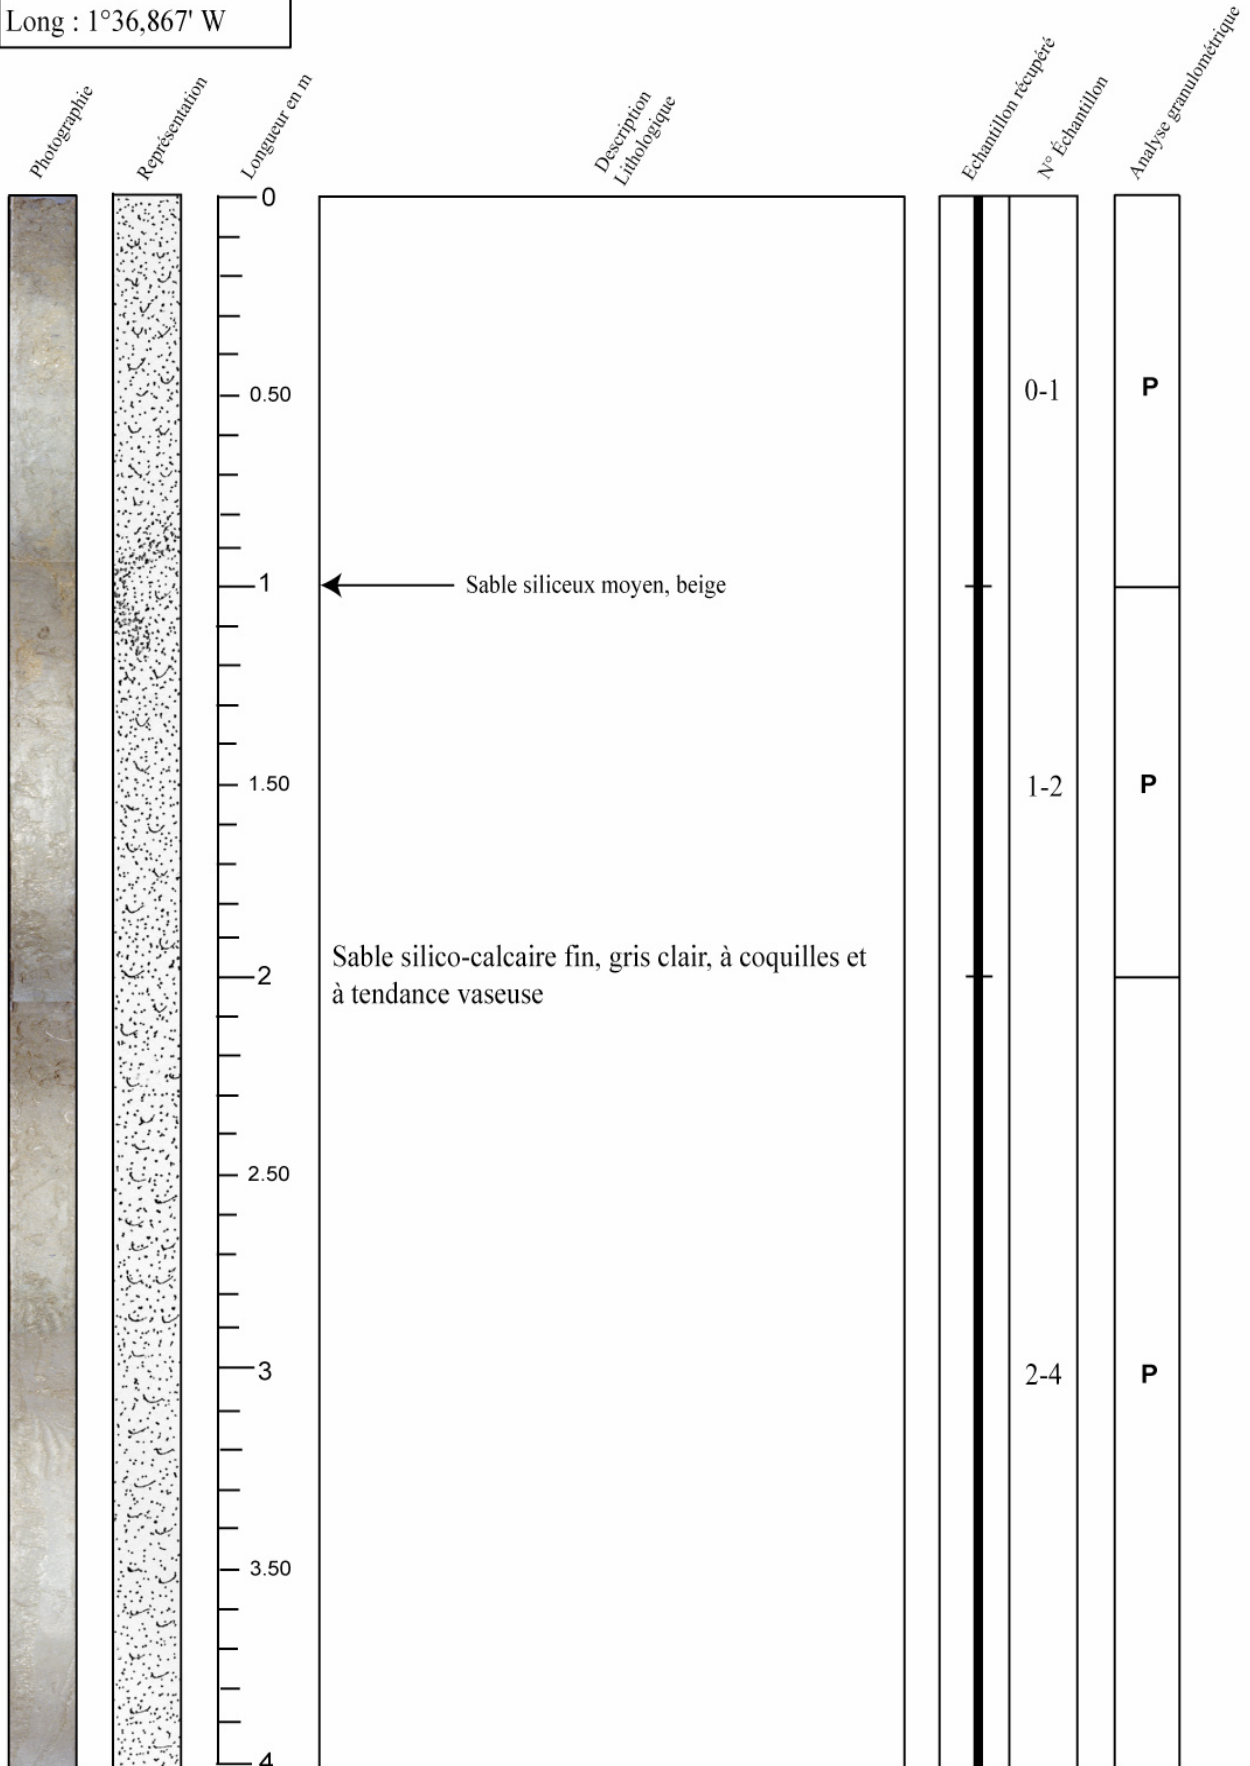 Long : 1°36,867' W
Photographie
Représentation
Longueur en m
Description
Lithologique
Echantillon récupéré
N° Échantillon
Analyse granulométrique
0
0.50
0-1
P
1
Sable siliceux moyen, beige
1.50
1-2
P
Sable silico-calcaire fin, gris clair, à coquilles et
à tendance vaseuse
2
2.50
3
2-4
P
3.50
4